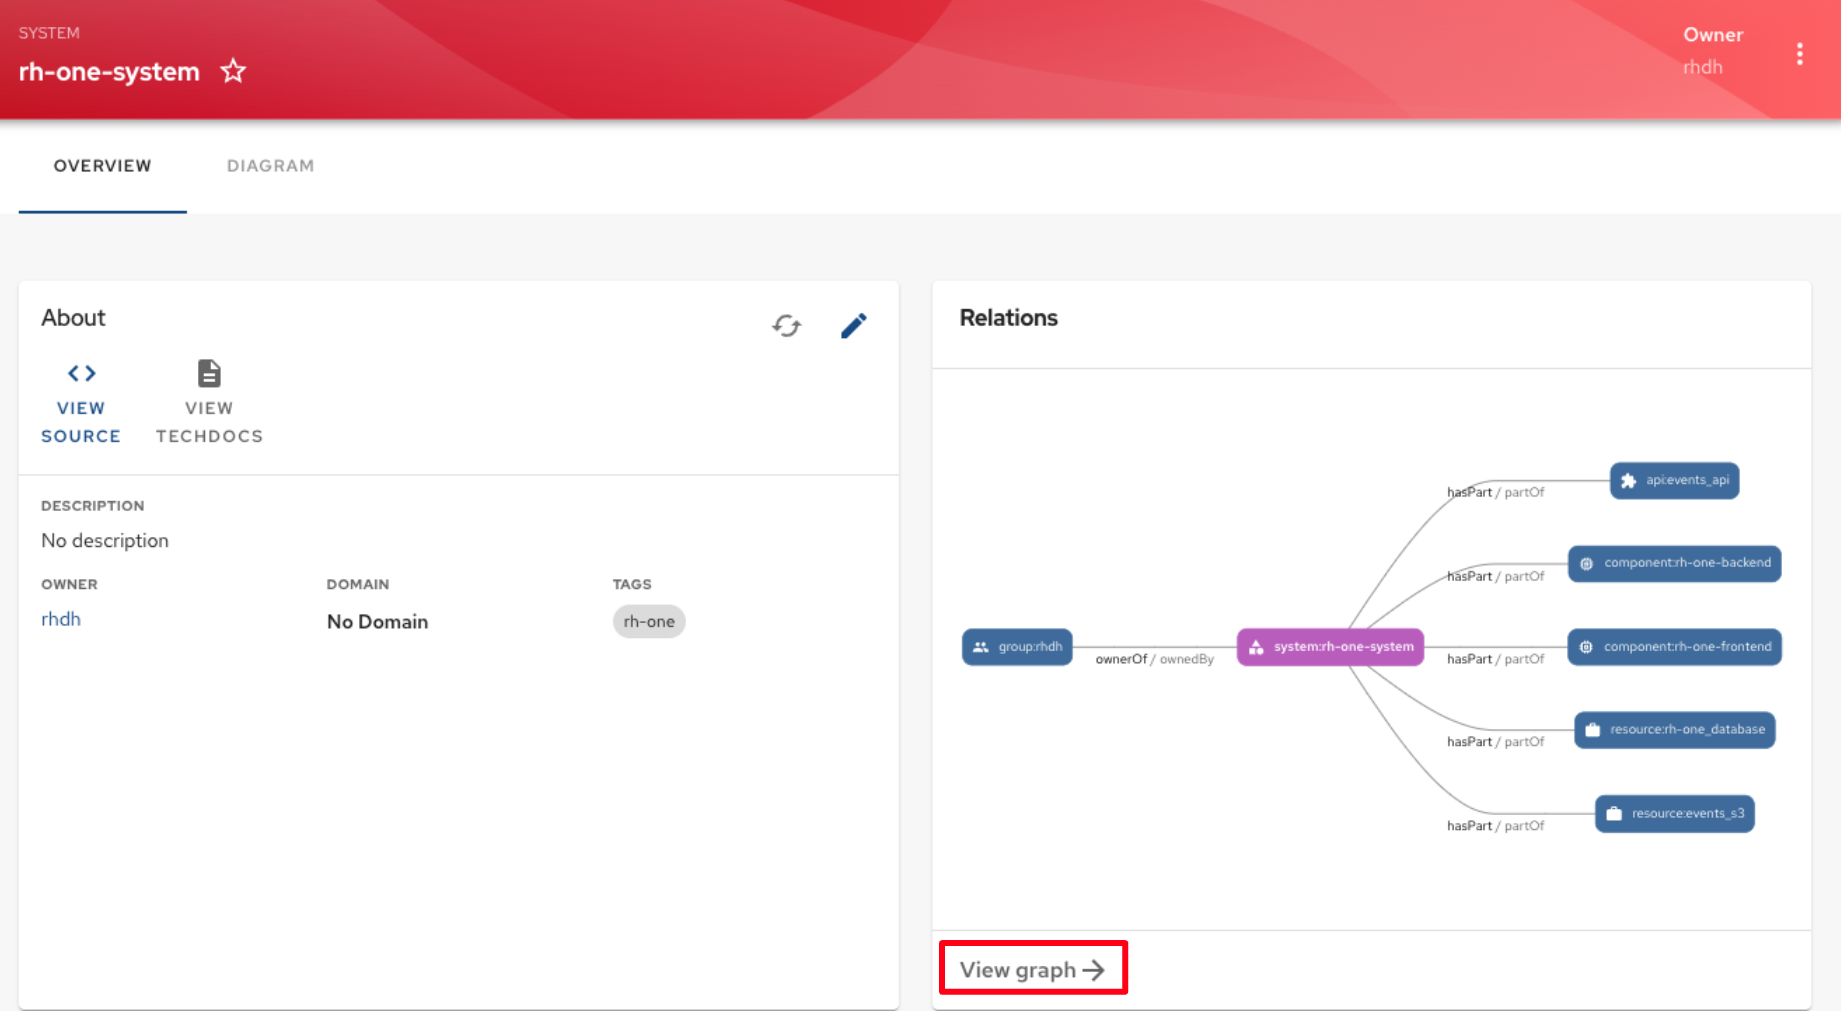 SYSTEM
rh-one-system
Owner
rhdh
OVERVIEW
DIAGRAM
About
VIEW
SOURCE
VIEW
TECHDOCS
DESCRIPTION
No description
OWNER
DOMAIN
TAGS
rhdh
No Domain
rh-one
Relations
api:events_api
hasPart / partOf
component:rh-one-backend
hasPart / partOf
group:rhdh
ownerOf / ownedBy
system:rh-one-system
component:rh-one-frontend
hasPart / partOf
resource:rh-one_database
hasPart / partOf
resource:events_s3
hasPart / partOf
View graph